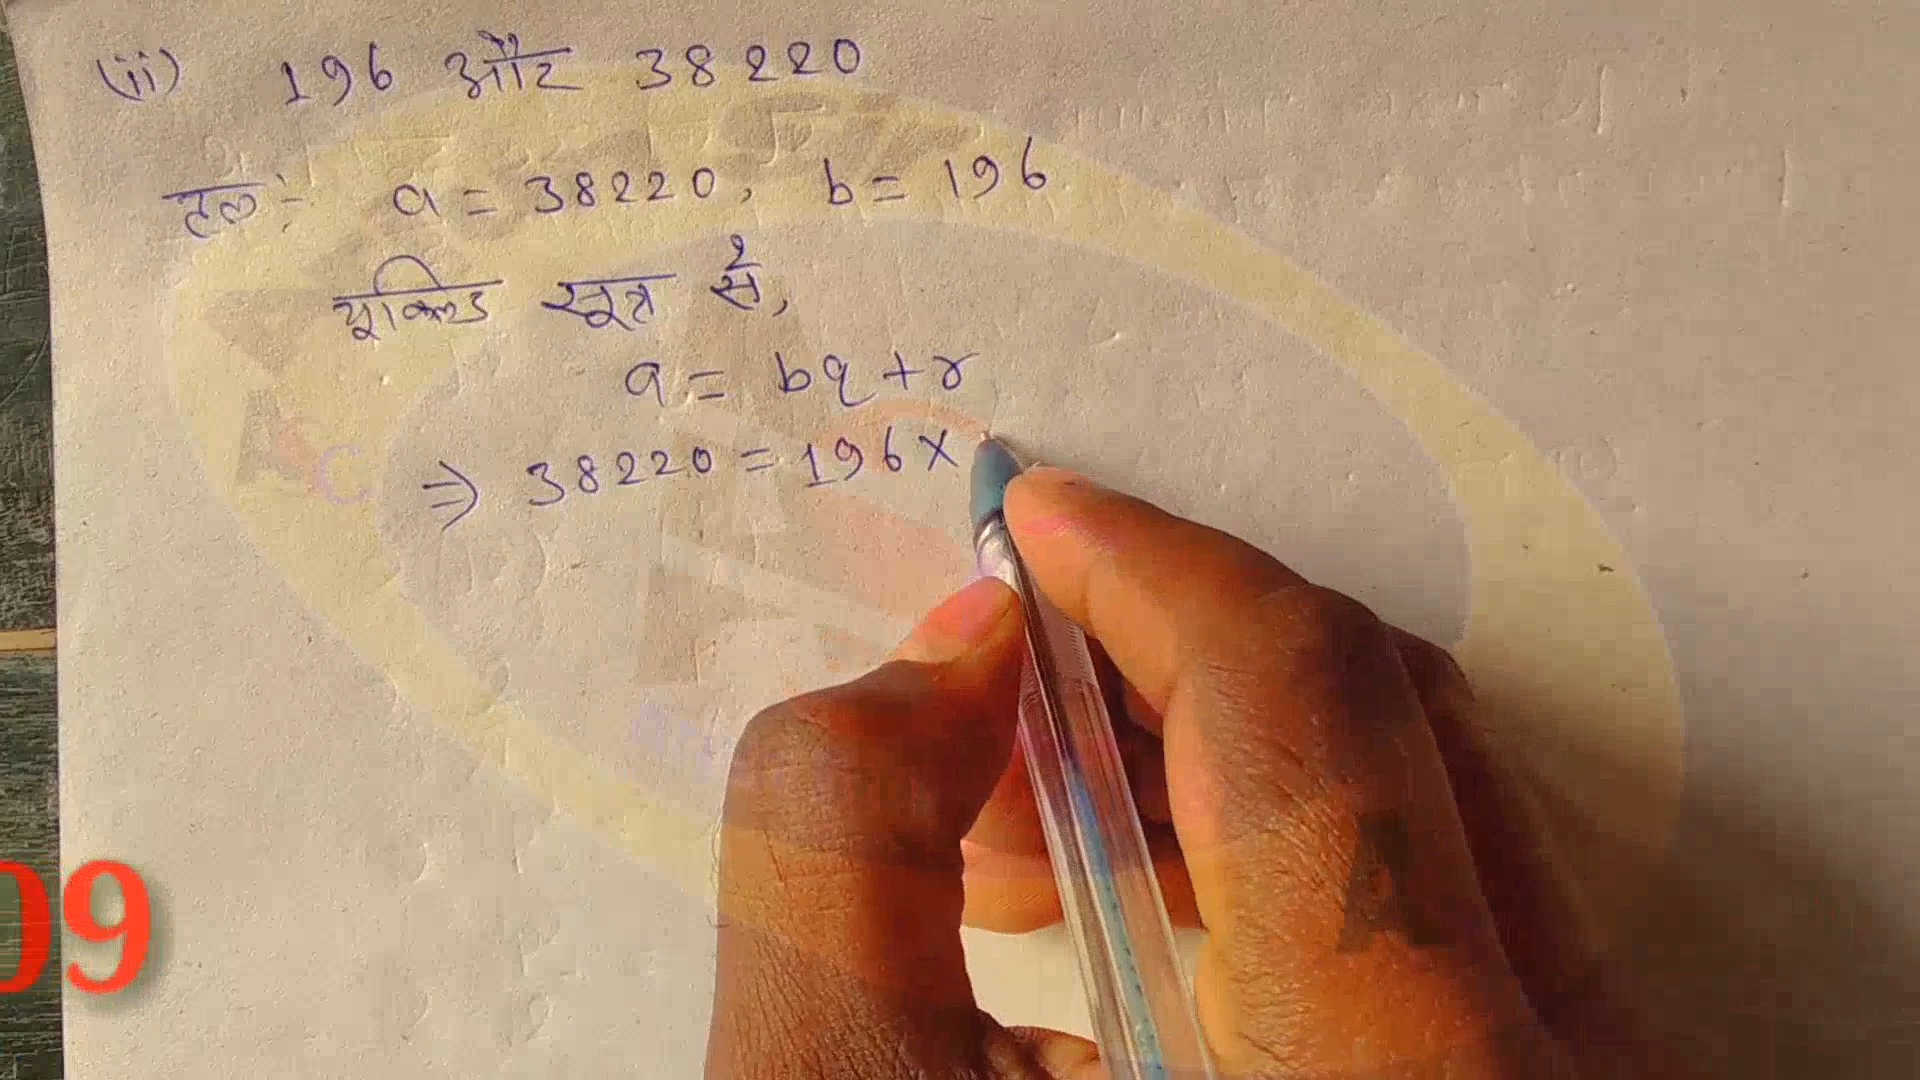 (ii) 196 और 38220
हल:- a = 38220, b = 196
यूक्लिड सूत्र से,
a = bq + r
⇒ 38220 = 196×
09